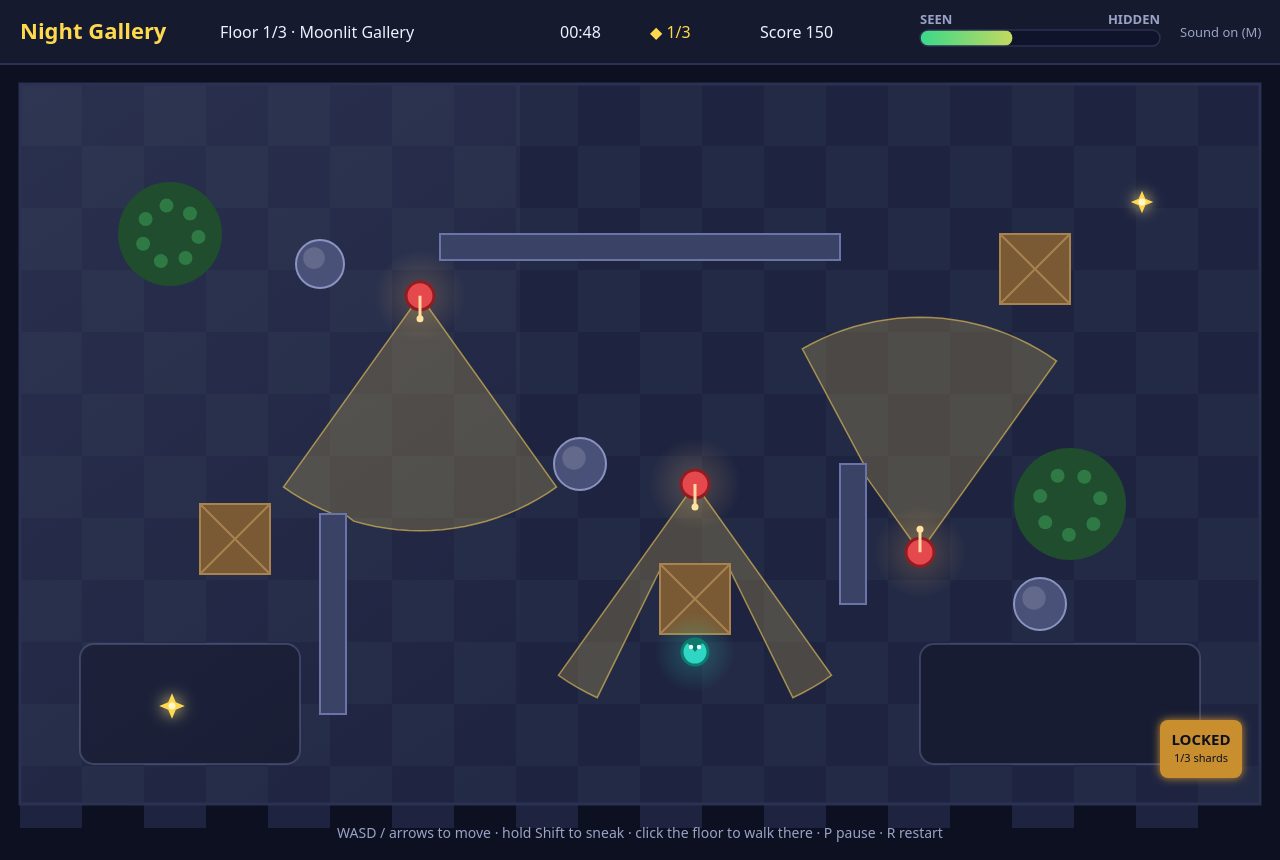 Night Gallery
Floor 1/3 · Moonlit Gallery
00:48
◆ 1/3
Score 150
SEEN
HIDDEN
Sound on (M)
LOCKED
1/3 shards
WASD / arrows to move · hold Shift to sneak · click the floor to walk there · P pause · R restart